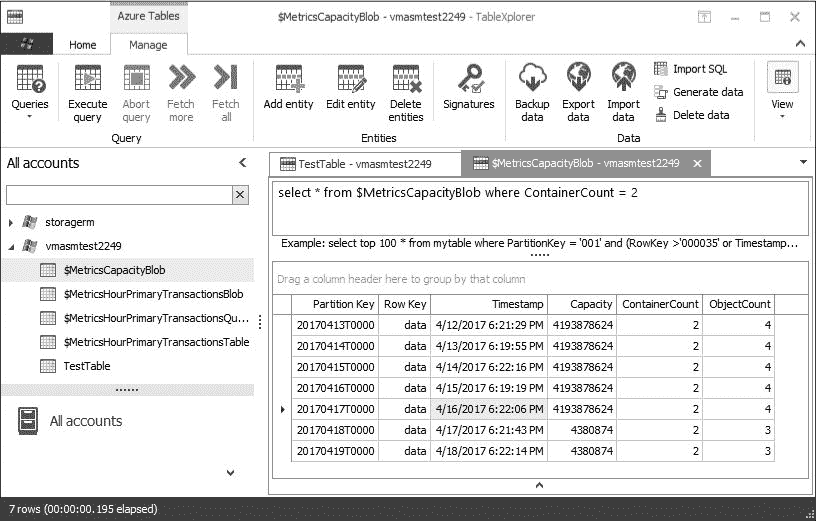 Azure Tables
$MetricsCapacityBlob - vmasmtest2249 - TableXplorer
Home
Manage
Queries
Execute query
Abort query
Fetch more
Fetch all
Query
Add entity
Edit entity
Delete entities
Entities
Signatures
Backup data
Export data
Import data
Import SQL
Generate data
Delete data
Data
View
All accounts
storagerm
vmasmtest2249
$MetricsCapacityBlob
$MetricsHourPrimaryTransactionsBlob
$MetricsHourPrimaryTransactionsQu...
$MetricsHourPrimaryTransactionsTable
TestTable
All accounts
TestTable - vmasmtest2249
$MetricsCapacityBlob - vmasmtest2249
select * from $MetricsCapacityBlob where ContainerCount = 2
Example: select top 100 * from mytable where PartitionKey = '001' and (RowKey >'000035' or Timestamp...
Drag a column header here to group by that column
Partition Key Row Key Timestamp Capacity ContainerCount ObjectCount
20170413T0000 data 4/12/2017 6:21:29 PM 4193878624 2 4
20170414T0000 data 4/13/2017 6:19:55 PM 4193878624 2 4
20170415T0000 data 4/14/2017 6:22:16 PM 4193878624 2 4
20170416T0000 data 4/15/2017 6:19:19 PM 4193878624 2 4
20170417T0000 data 4/16/2017 6:22:06 PM 4193878624 2 4
20170418T0000 data 4/17/2017 6:21:43 PM 4380874 2 3
20170419T0000 data 4/18/2017 6:22:14 PM 4380874 2 3
7 rows (00:00:00.195 elapsed)